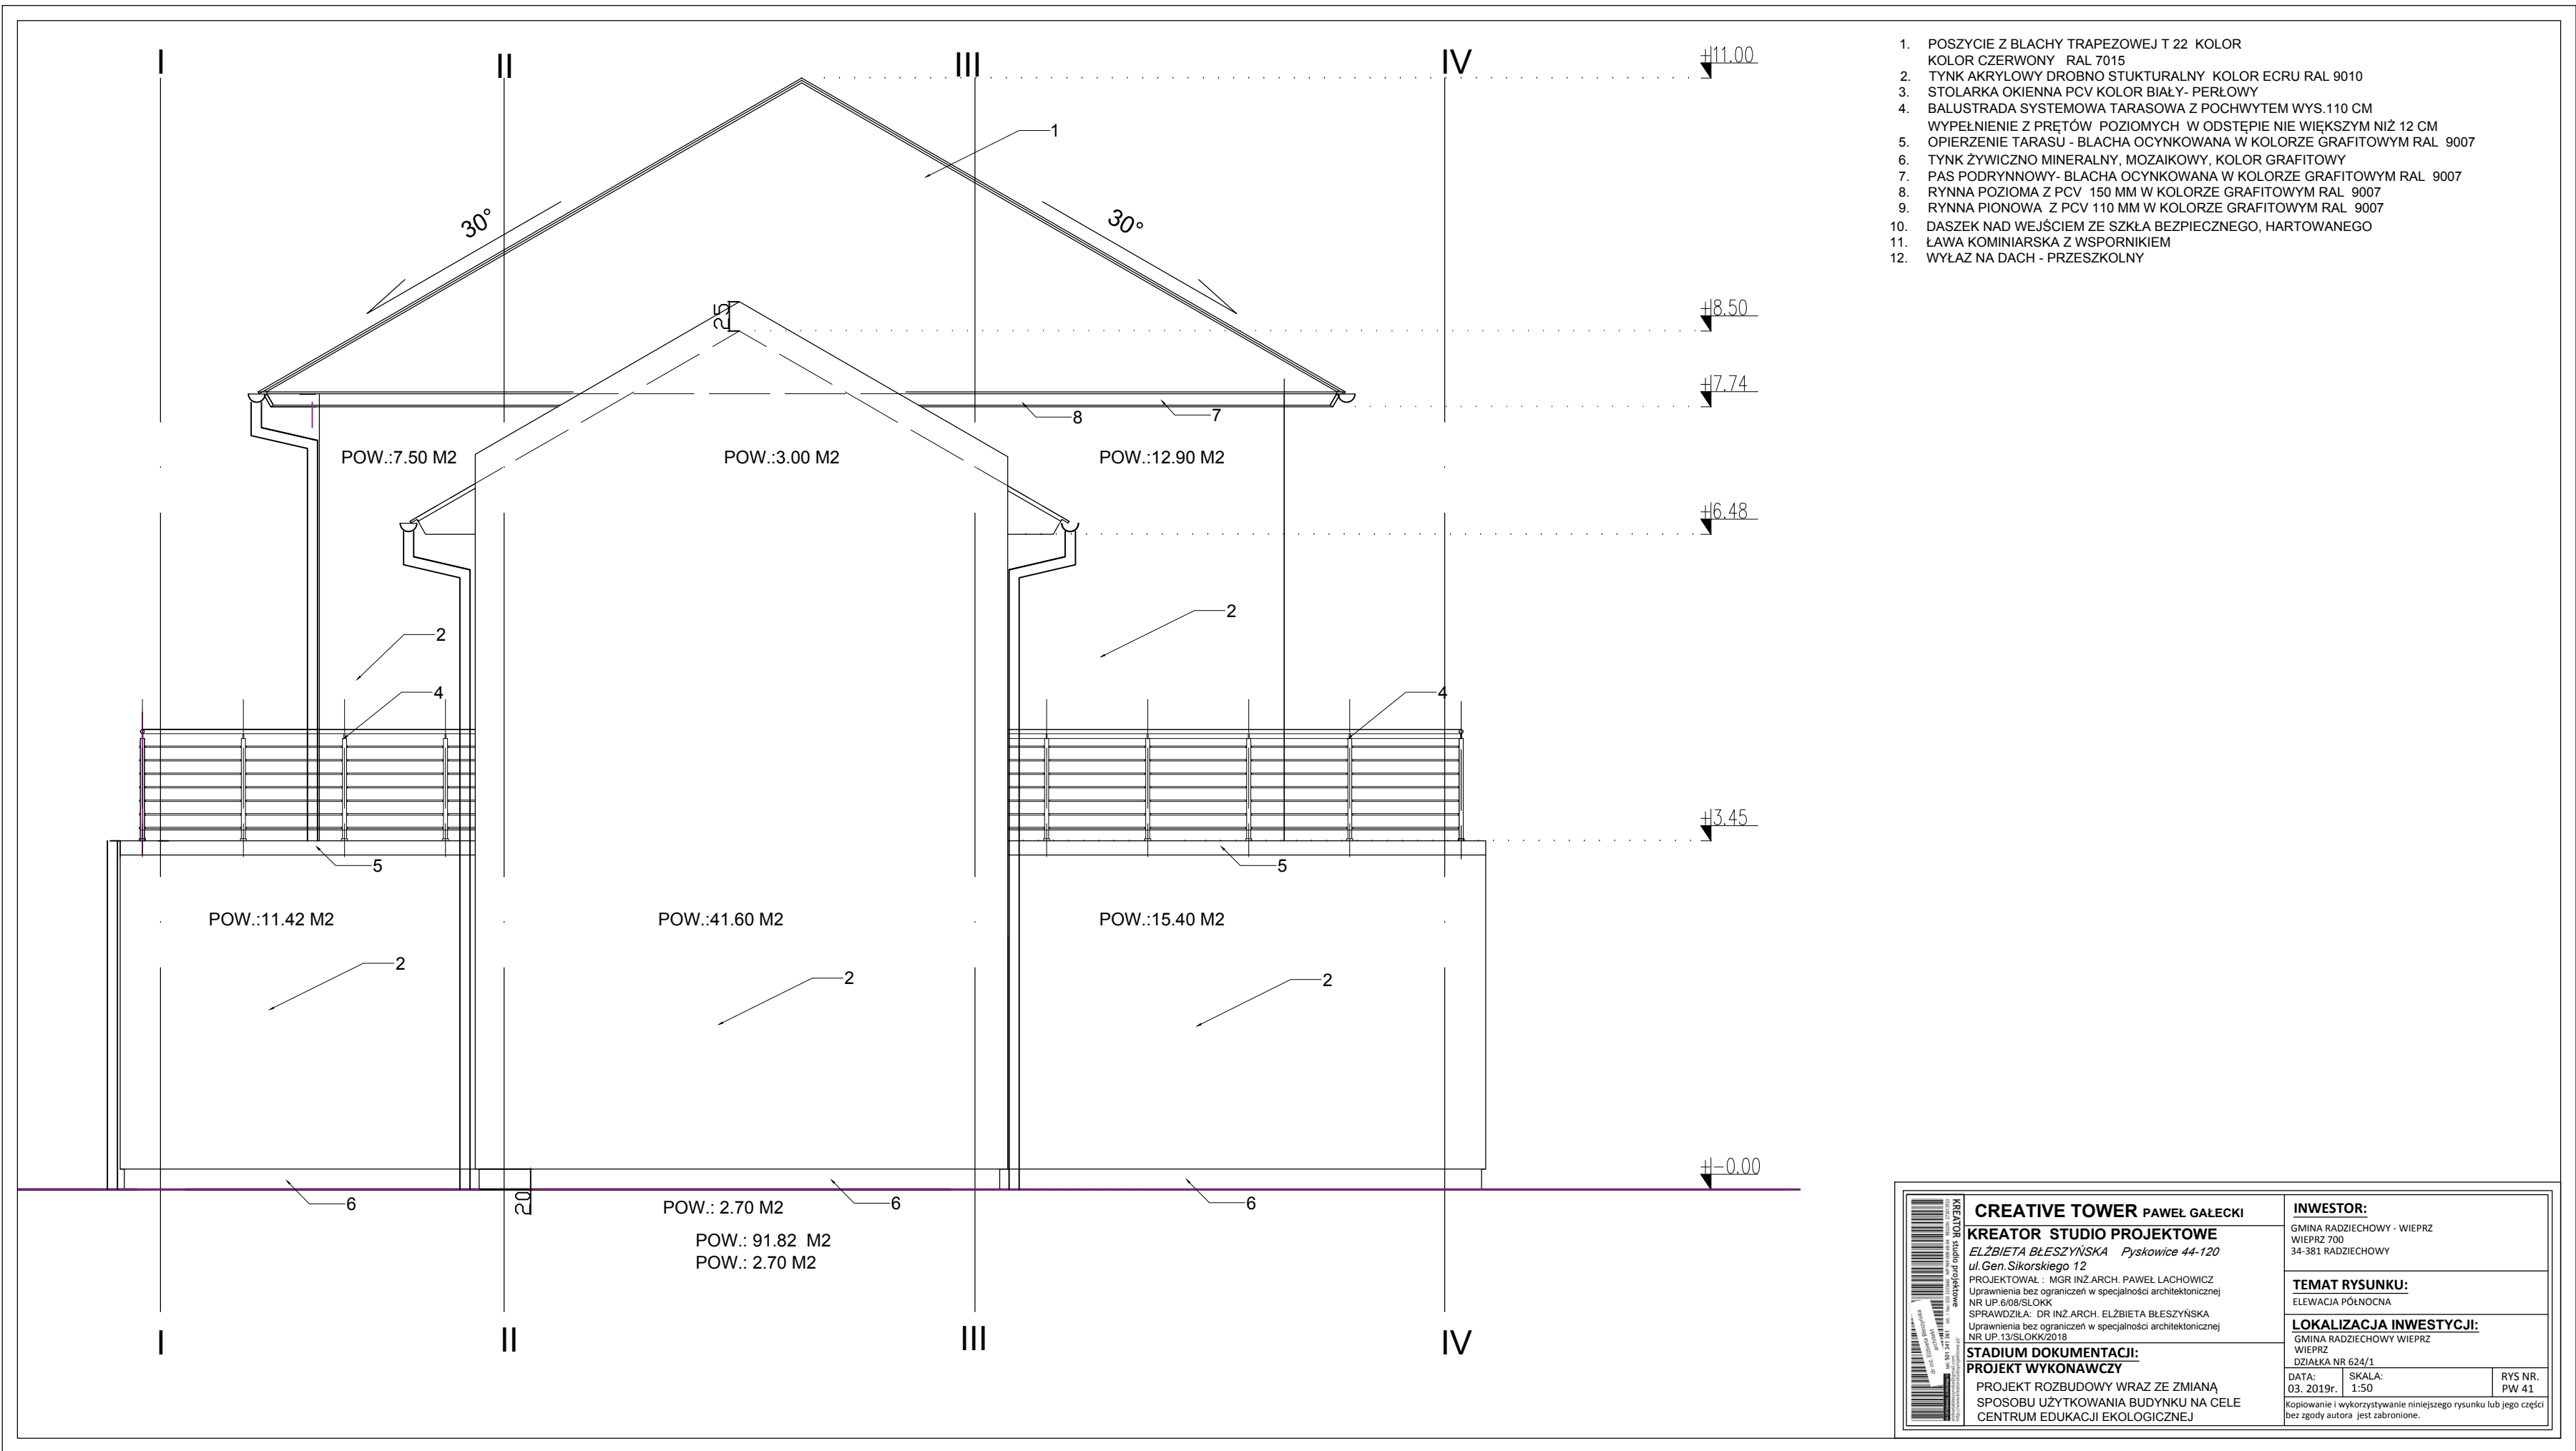 I
II
III
IV
+11.00
1
30°
30°
25
+8.50
+7.74
8
7
POW.:7.50 M2
POW.:3.00 M2
POW.:12.90 M2
+6.48
2
2
4
4
+3.45
5
5
POW.:11.42 M2
POW.:41.60 M2
POW.:15.40 M2
2
2
2
+-0.00
6
20
POW.: 2.70 M2
6
6
POW.: 91.82 M2
POW.: 2.70 M2
I
II
III
IV
1. POSZYCIE Z BLACHY TRAPEZOWEJ T 22 KOLOR
KOLOR CZERWONY RAL 7015
2. TYNK AKRYLOWY DROBNO STUKTURALNY KOLOR ECRU RAL 9010
3. STOLARKA OKIENNA PCV KOLOR BIAŁY- PERŁOWY
4. BALUSTRADA SYSTEMOWA TARASOWA Z POCHWYTEM WYS.110 CM
WYPEŁNIENIE Z PRĘTÓW POZIOMYCH W ODSTĘPIE NIE WIĘKSZYM NIŻ 12 CM
5. OPIERZENIE TARASU - BLACHA OCYNKOWANA W KOLORZE GRAFITOWYM RAL 9007
6. TYNK ŻYWICZNO MINERALNY, MOZAIKOWY, KOLOR GRAFITOWY
7. PAS PODRYNNOWY- BLACHA OCYNKOWANA W KOLORZE GRAFITOWYM RAL 9007
8. RYNNA POZIOMA Z PCV 150 MM W KOLORZE GRAFITOWYM RAL 9007
9. RYNNA PIONOWA Z PCV 110 MM W KOLORZE GRAFITOWYM RAL 9007
10. DASZEK NAD WEJŚCIEM ZE SZKŁA BEZPIECZNEGO, HARTOWANEGO
11. ŁAWA KOMINIARSKA Z WSPORNIKIEM
12. WYŁAZ NA DACH - PRZESZKOLNY
KREATOR studio projektowe
CREATIVE TOWER PAWEŁ GAŁECKI
KREATOR STUDIO PROJEKTOWE
ELŻBIETA BŁESZYŃSKA Pyskowice 44-120
ul.Gen.Sikorskiego 12
PROJEKTOWAŁ : MGR INŻ.ARCH. PAWEŁ LACHOWICZ
Uprawnienia bez ograniczeń w specjalności architektonicznej
NR UP.6/08/SLOKK
SPRAWDZIŁA: DR INŻ.ARCH. ELŻBIETA BŁESZYŃSKA
Uprawnienia bez ograniczeń w specjalności architektonicznej
NR UP.13/SLOKK/2018
STADIUM DOKUMENTACJI:
PROJEKT WYKONAWCZY
PROJEKT ROZBUDOWY WRAZ ZE ZMIANĄ
SPOSOBU UŻYTKOWANIA BUDYNKU NA CELE
CENTRUM EDUKACJI EKOLOGICZNEJ
INWESTOR:
GMINA RADZIECHOWY - WIEPRZ
WIEPRZ 700
34-381 RADZIECHOWY
TEMAT RYSUNKU:
ELEWACJA PÓŁNOCNA
LOKALIZACJA INWESTYCJI:
GMINA RADZIECHOWY WIEPRZ
WIEPRZ
DZIAŁKA NR 624/1
DATA:
03. 2019r.
SKALA:
1:50
RYS NR.
PW 41
Kopiowanie i wykorzystywanie niniejszego rysunku lub jego części
bez zgody autora jest zabronione.